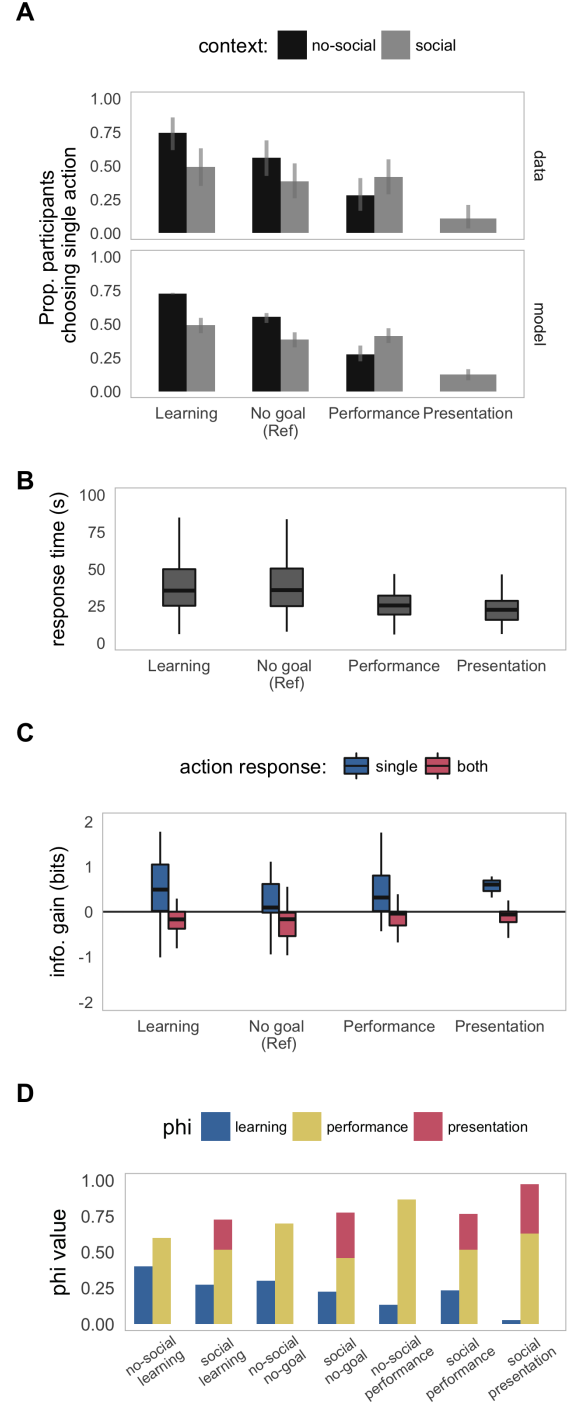 A
context: no-social social
Prop. participants
choosing single action
1.00
0.75
0.50
0.25
0.00
data
1.00
0.75
0.50
0.25
0.00
model
Learning No goal Performance Presentation
(Ref)
B
response time (s)
100
75
50
25
0
Learning No goal Performance Presentation
(Ref)
C
action response: single both
info. gain (bits)
2
1
0
-1
-2
Learning No goal Performance Presentation
(Ref)
D
phi learning performance presentation
phi value
1.00
0.75
0.50
0.25
0.00
no-social
learning
social
learning
no-social
no-goal
social
no-goal
no-social
performance
social
performance
social
presentation